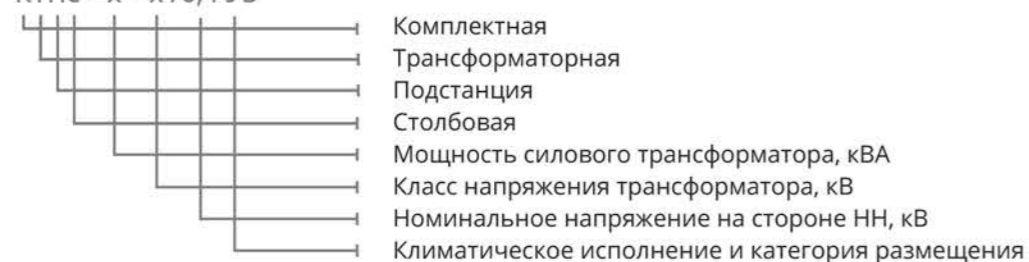 Комплектная
Трансформаторная
Подстанция
Столбовая
Мощность силового трансформатора, кВА
Класс напряжения трансформатора, кВ
Номинальное напряжение на стороне НН, кВ
Климатическое исполнение и категория размещения